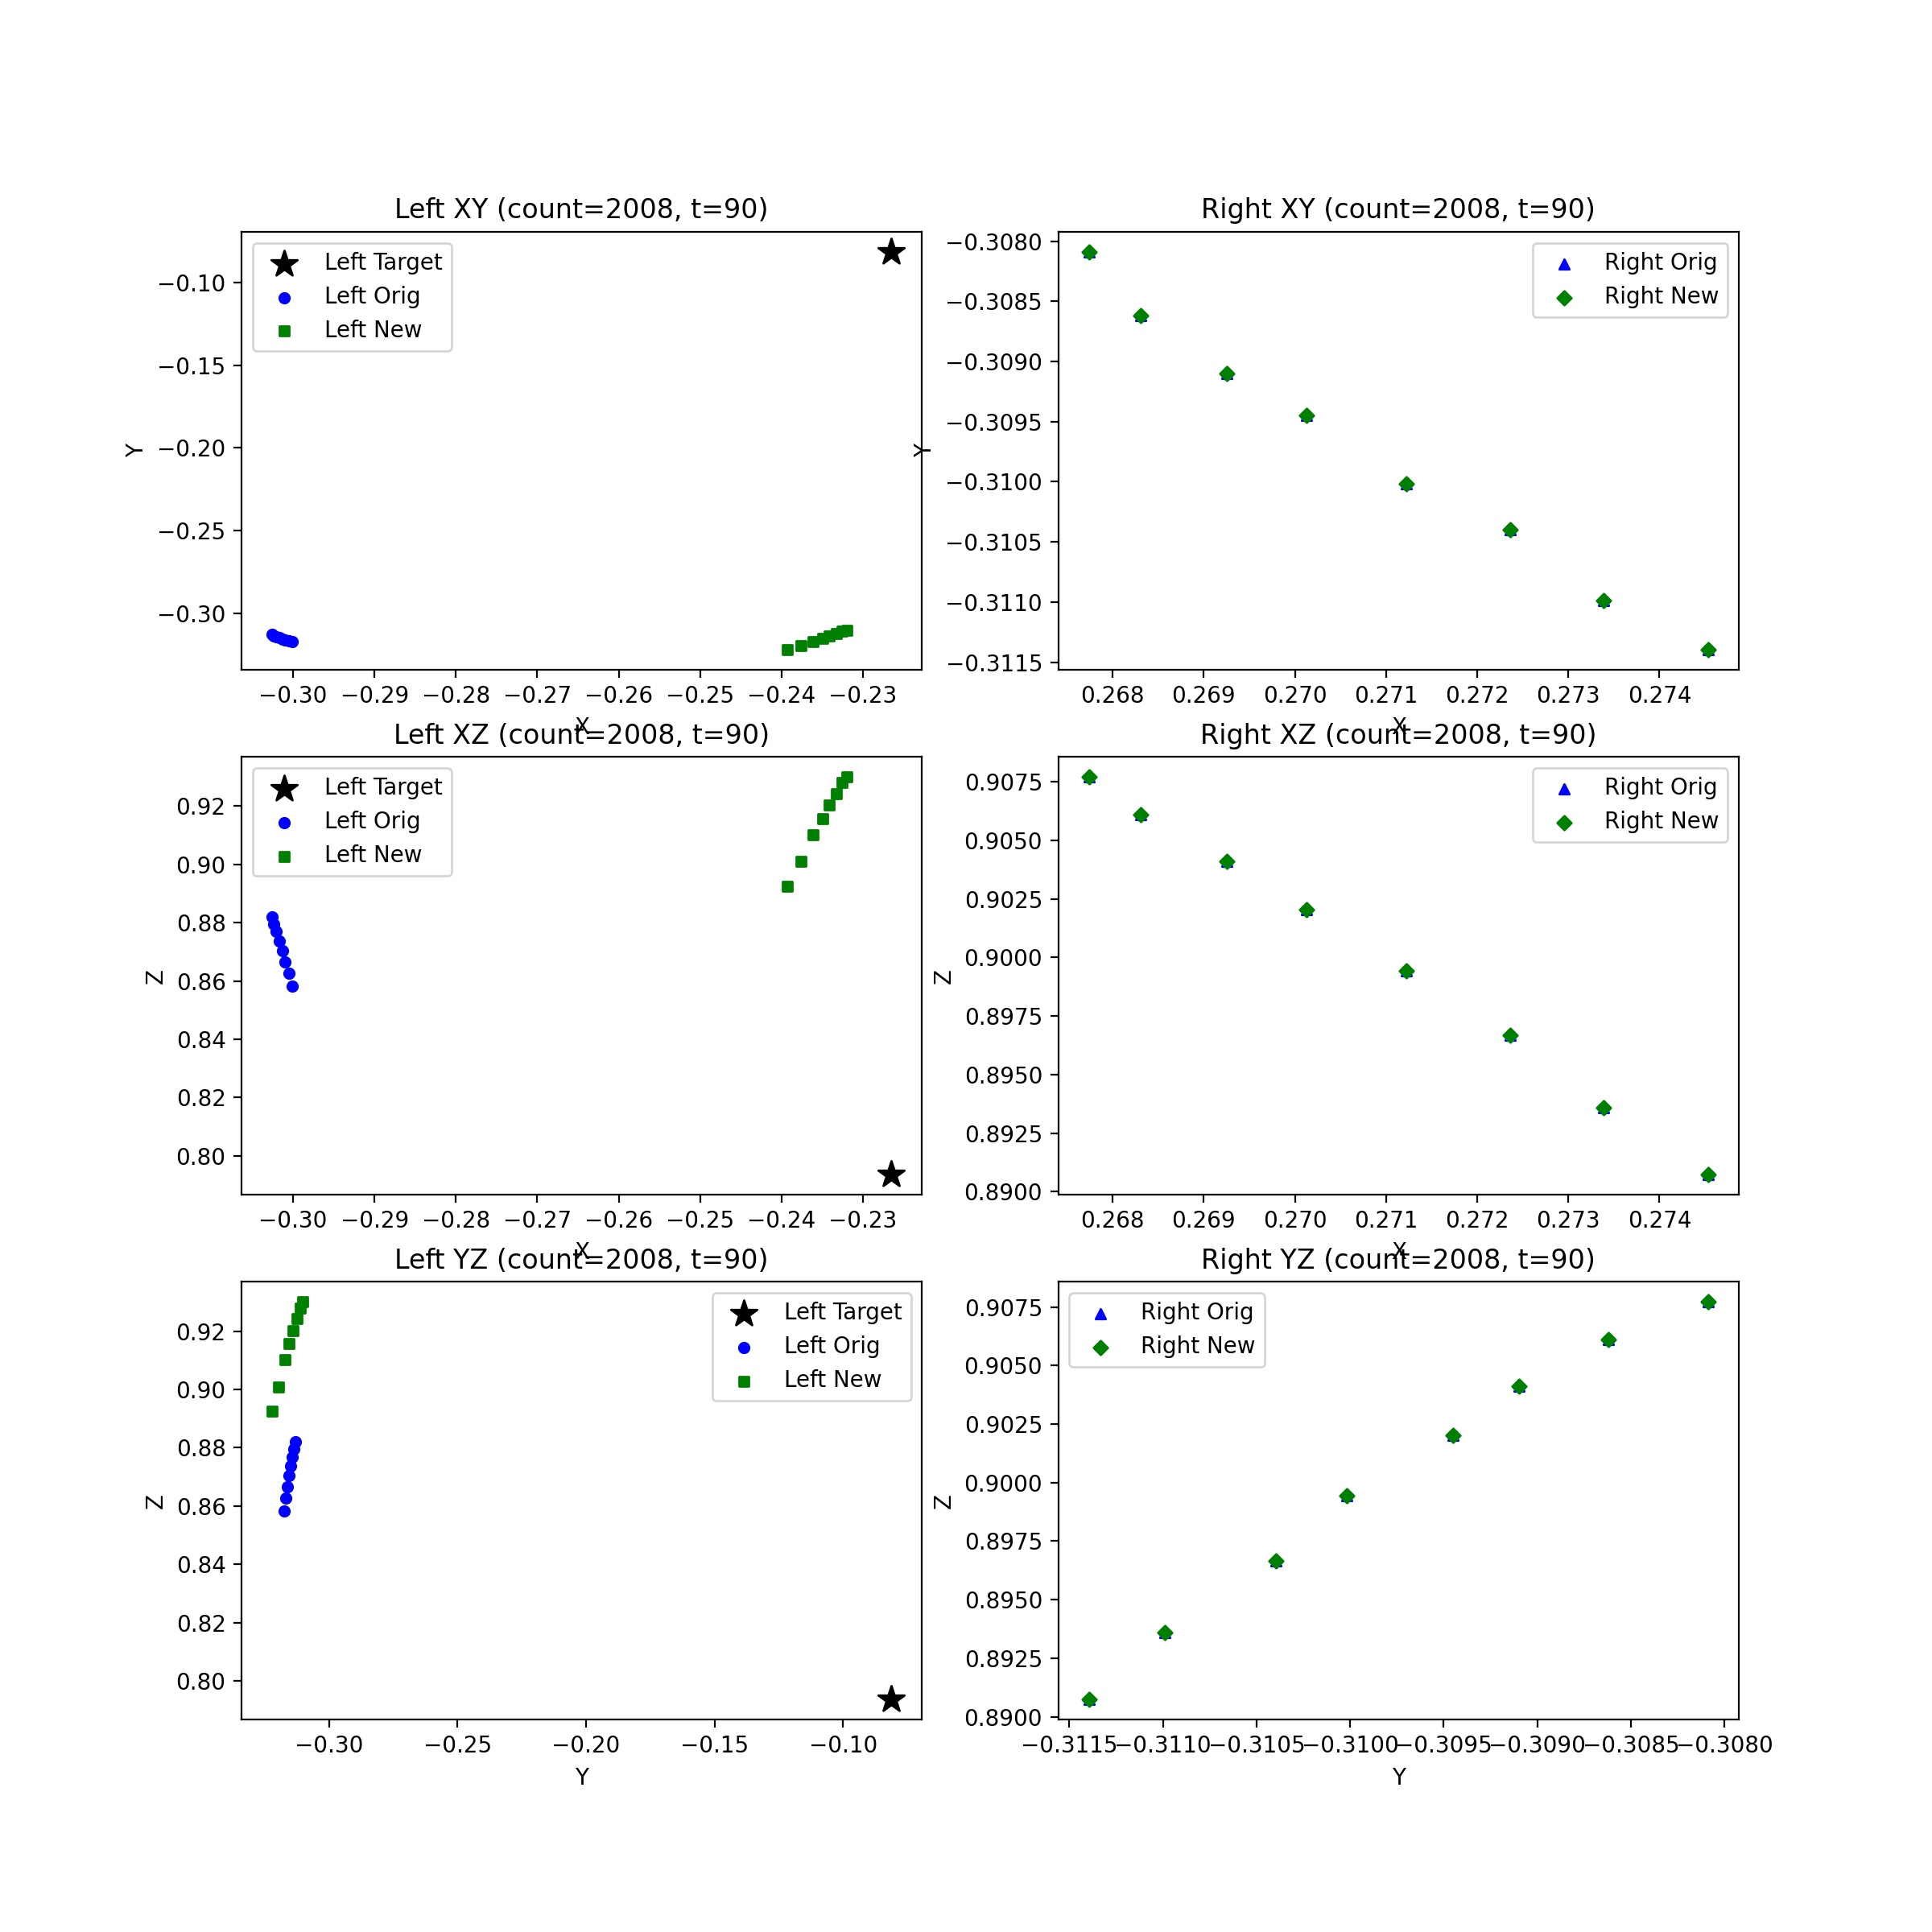 Left XY (count=2008, t=90)
Left Target
Left Orig
Left New
−0.10
−0.15
−0.20
−0.25
−0.30
Y
−0.30 −0.29 −0.28 −0.27 −0.26 −0.25 −0.24 −0.23
X
Right XY (count=2008, t=90)
Right Orig
Right New
−0.3080
−0.3085
−0.3090
−0.3095
−0.3100
−0.3105
−0.3110
−0.3115
Y
0.268 0.269 0.270 0.271 0.272 0.273 0.274
X
Left XZ (count=2008, t=90)
Left Target
Left Orig
Left New
0.92
0.90
0.88
0.86
0.84
0.82
0.80
Z
−0.30 −0.29 −0.28 −0.27 −0.26 −0.25 −0.24 −0.23
X
Right XZ (count=2008, t=90)
Right Orig
Right New
0.9075
0.9050
0.9025
0.9000
0.8975
0.8950
0.8925
0.8900
Z
0.268 0.269 0.270 0.271 0.272 0.273 0.274
X
Left YZ (count=2008, t=90)
Left Target
Left Orig
Left New
0.92
0.90
0.88
0.86
0.84
0.82
0.80
Z
−0.30 −0.25 −0.20 −0.15 −0.10
Y
Right YZ (count=2008, t=90)
Right Orig
Right New
0.9075
0.9050
0.9025
0.9000
0.8975
0.8950
0.8925
0.8900
Z
−0.3115 −0.3110 −0.3105 −0.3100 −0.3095 −0.3090 −0.3085 −0.3080
Y